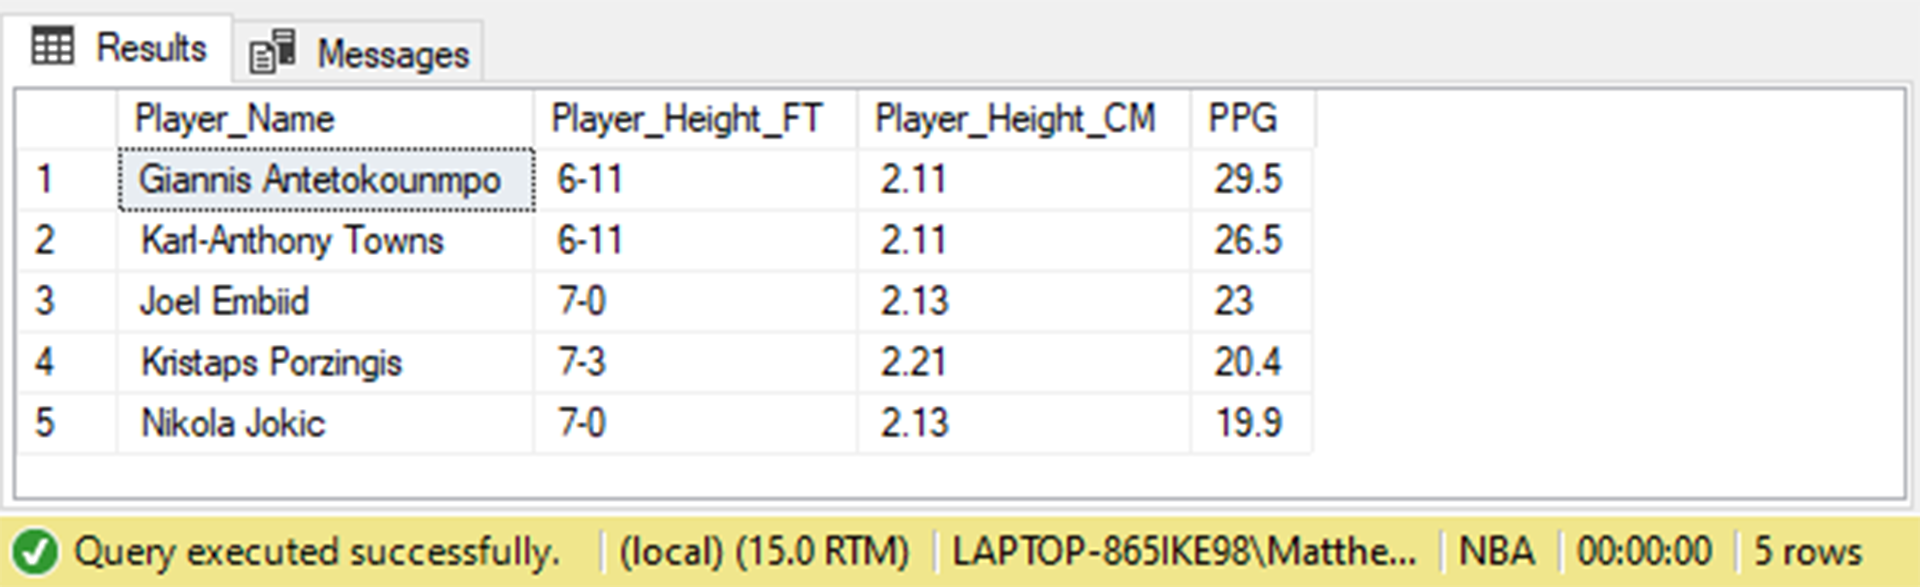 Results Messages
Player_Name Player_Height_FT Player_Height_CM PPG
1 Giannis Antetokounmpo 6-11 2.11 29.5
2 Karl-Anthony Towns 6-11 2.11 26.5
3 Joel Embiid 7-0 2.13 23
4 Kristaps Porzingis 7-3 2.21 20.4
5 Nikola Jokic 7-0 2.13 19.9
Query executed successfully. (local) (15.0 RTM) LAPTOP-865IKE98\Matthe... NBA 00:00:00 5 rows